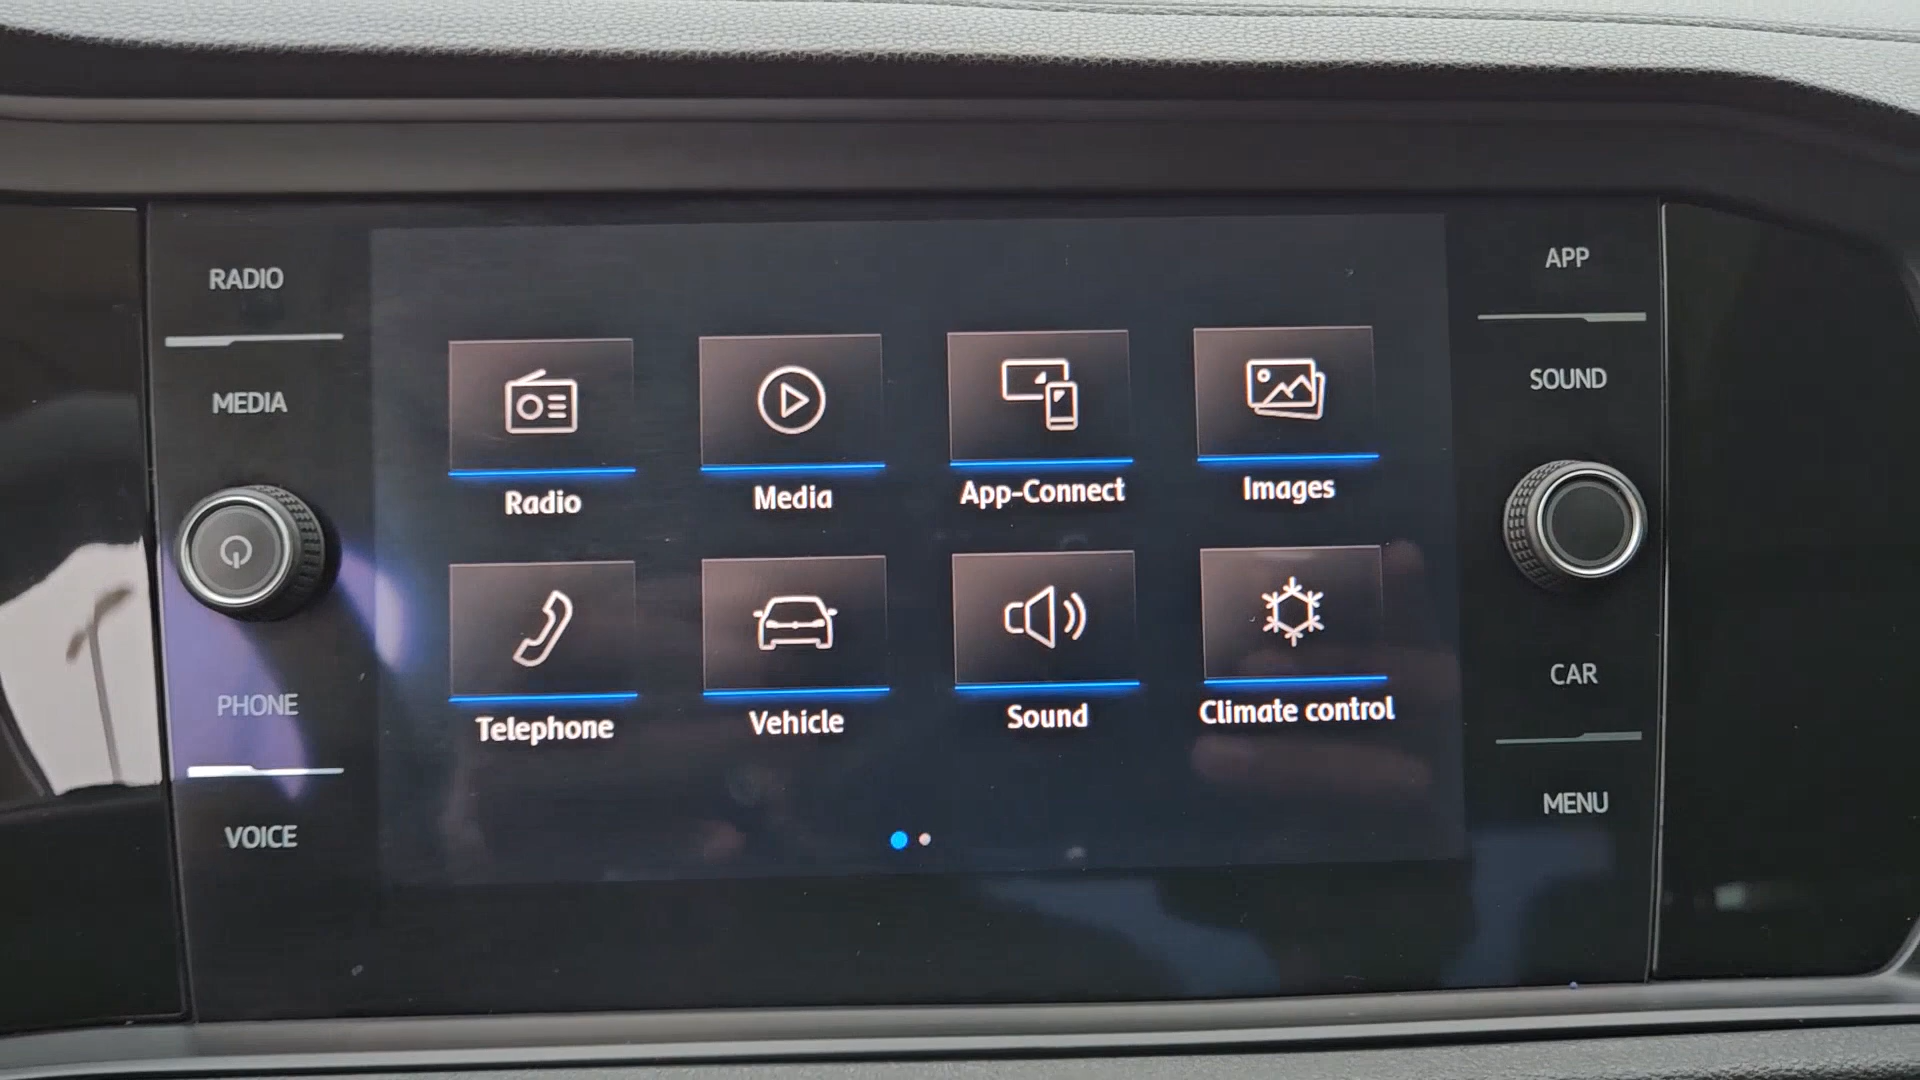 RADIO
MEDIA
PHONE
VOICE
Radio
Media
App-Connect
Images
Telephone
Vehicle
Sound
Climate control
APP
SOUND
CAR
MENU